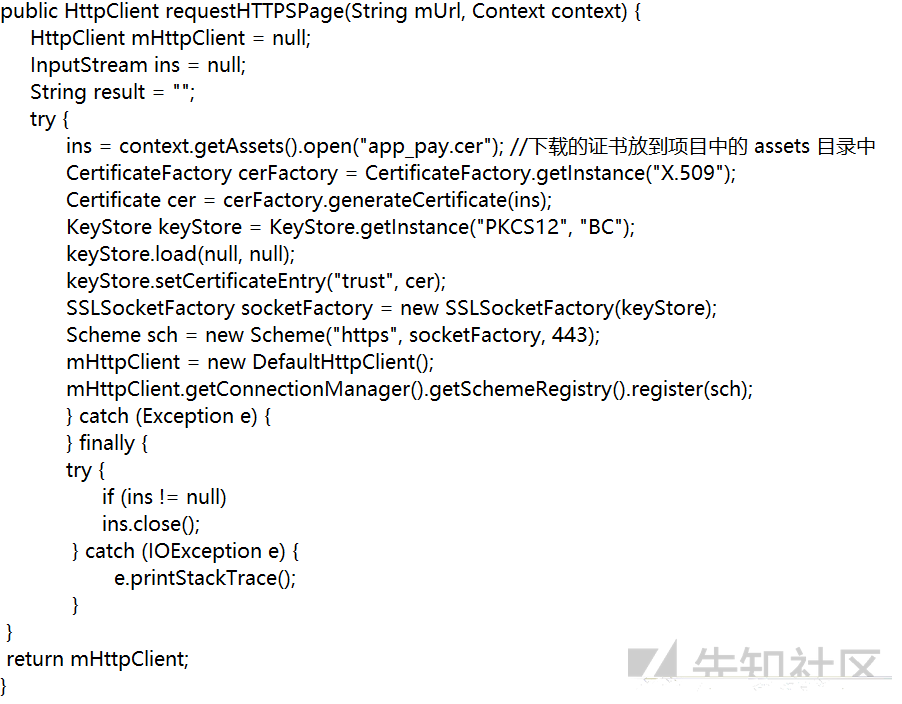 public HttpClient requestHTTPSPage(String mUrl, Context context) {
HttpClient mHttpClient = null;
InputStream ins = null;
String result = "";
try {
ins = context.getAssets().open("app_pay.cer"); //下载的证书放到项目中的 assets 目录中
CertificateFactory cerFactory = CertificateFactory.getInstance("X.509");
Certificate cer = cerFactory.generateCertificate(ins);
KeyStore keyStore = KeyStore.getInstance("PKCS12", "BC");
keyStore.load(null, null);
keyStore.setCertificateEntry("trust", cer);
SSLSocketFactory socketFactory = new SSLSocketFactory(keyStore);
Scheme sch = new Scheme("https", socketFactory, 443);
mHttpClient = new DefaultHttpClient();
mHttpClient.getConnectionManager().getSchemeRegistry().register(sch);
} catch (Exception e) {
} finally {
try {
if (ins != null)
ins.close();
} catch (IOException e) {
e.printStackTrace();
}
}
return mHttpClient;
}
先知社区